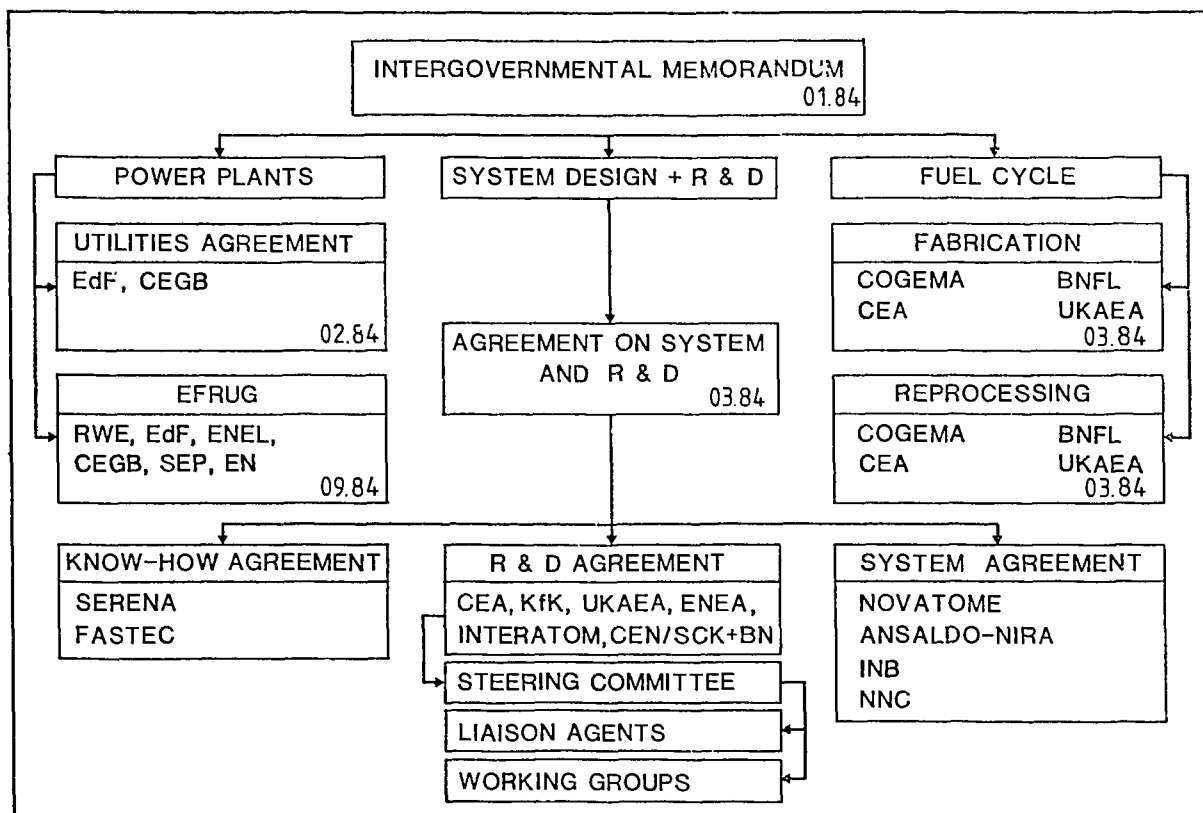 INTERGOVERNMENTAL MEMORANDUM
01.84
POWER PLANTS
SYSTEM DESIGN + R & D
FUEL CYCLE
UTILITIES AGREEMENT
EdF, CEGB
02.84
EFRUG
RWE, EdF, ENEL,
CEGB, SEP, EN
09.84
AGREEMENT ON SYSTEM
AND R & D
03.84
FABRICATION
COGEMA BNFL
CEA UKAEA
03.84
REPROCESSING
COGEMA BNFL
CEA UKAEA
03.84
KNOW-HOW AGREEMENT
SERENA
FASTEC
R & D AGREEMENT
CEA, KfK, UKAEA, ENEA,
INTERATOM, CEN/SCK+BN
STEERING COMMITTEE
LIAISON AGENTS
WORKING GROUPS
SYSTEM AGREEMENT
NOVATOME
ANSALDO-NIRA
INB
NNC